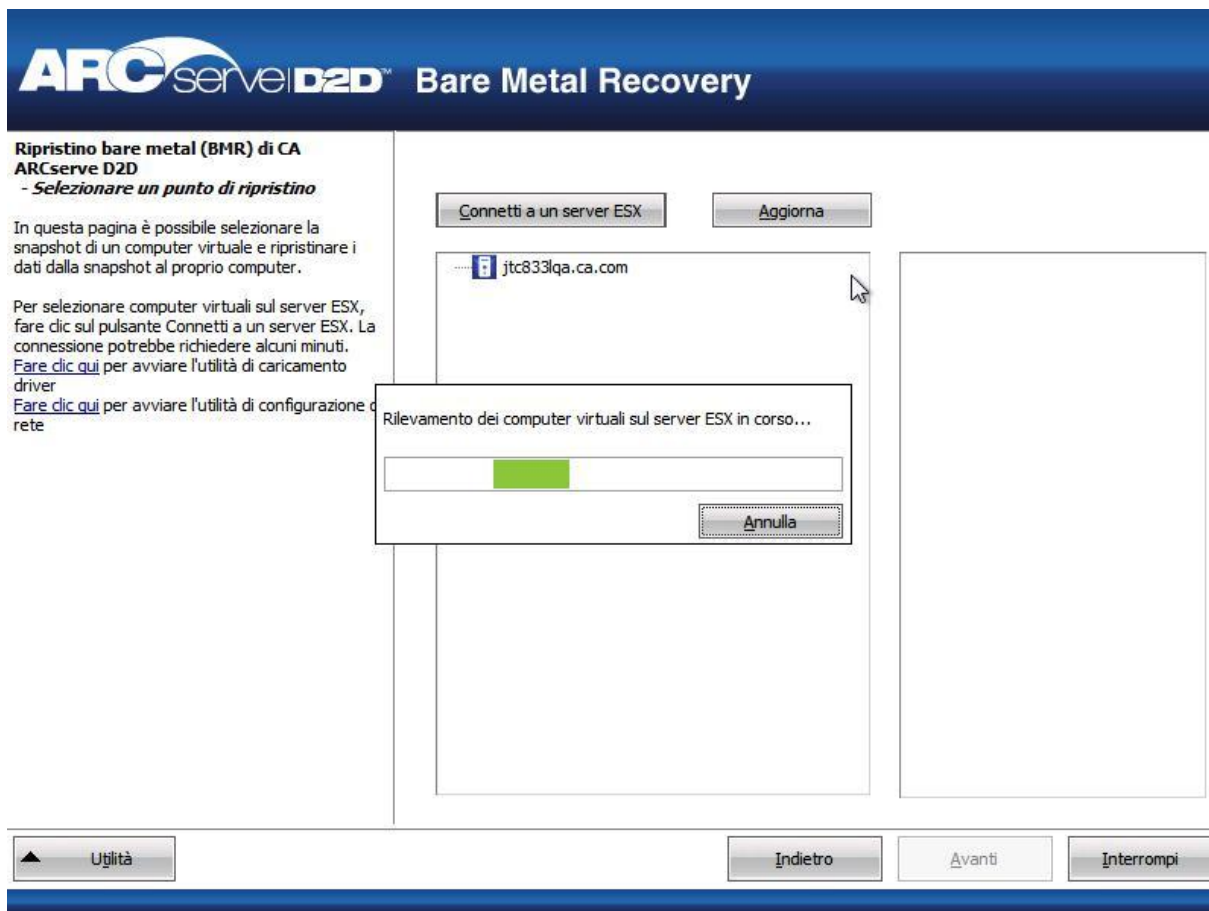 ARCserve D2D™ Bare Metal Recovery
Ripristino bare metal (BMR) di CA
ARCserve D2D
- Selezionare un punto di ripristino
In questa pagina è possibile selezionare la
snapshot di un computer virtuale e ripristinare i
dati dalla snapshot al proprio computer.
Per selezionare computer virtuali sul server ESX,
fare clic sul pulsante Connetti a un server ESX. La
connessione potrebbe richiedere alcuni minuti.
Fare clic qui per avviare l'utilità di caricamento
driver
Fare clic qui per avviare l'utilità di configurazione
rete
Connetti a un server ESX
Aggiorna
jtc833lqa.ca.com
Rilevamento dei computer virtuali sul server ESX in corso...
Annulla
Utilità
Indietro
Avanti
Interrompi